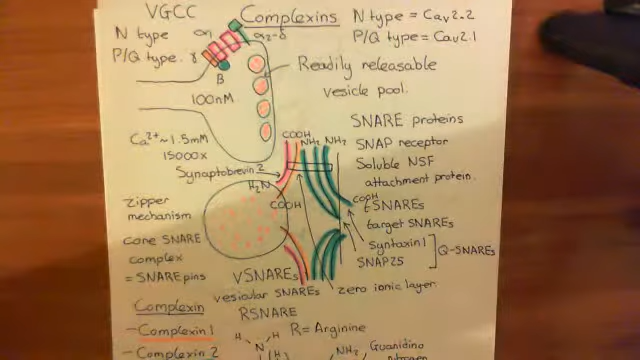 VGCC
Complexins
N type
P/Q type.
α1
α2-δ
γ
β
N type = Cav2.2
P/Q type = Cav2.1
Readily releasable
vesicle pool.
100nM
Ca2+ ~ 1.5mM
15000x
SNARE proteins
SNAP receptor
Soluble NSF
attachment protein.
COOH
NH2 NH2
Synaptobrevin 2
H2N
COOH
COOH
tSNAREs
target SNAREs
Syntaxin 1
SNAP25
Q-SNAREs
zipper
mechanism
cone SNARE
complex
= SNAREpins
vSNAREs
vesicular SNAREs
zero ionic layer
RSNARE
R = Arginine
Complexin
- Complexin 1
- Complexin 2
H
N
H
NH2
Guanidino
nitrogen